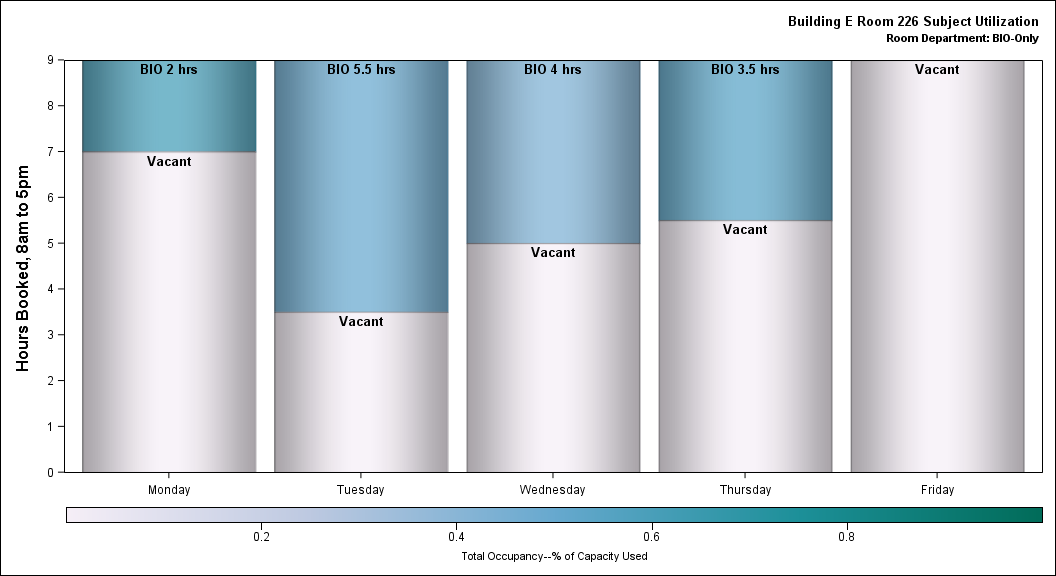 Building E Room 226 Subject Utilization
Room Department: BIO-Only
Hours Booked, 8am to 5pm
9
8
7
6
5
4
3
2
1
0
BIO 2 hrs
Vacant
BIO 5.5 hrs
Vacant
BIO 4 hrs
Vacant
BIO 3.5 hrs
Vacant
Vacant
Monday
Tuesday
Wednesday
Thursday
Friday
0.2
0.4
0.6
0.8
Total Occupancy--% of Capacity Used